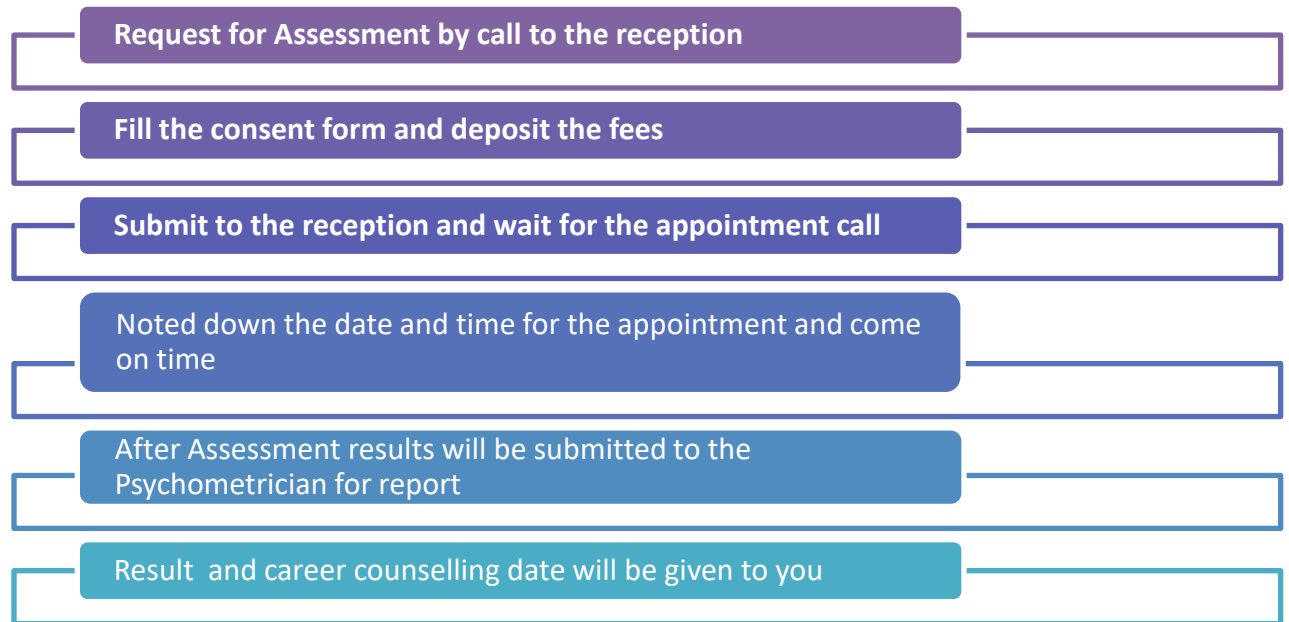 Request for Assessment by call to the reception
Fill the consent form and deposit the fees
Submit to the reception and wait for the appointment call
Noted down the date and time for the appointment and come
on time
After Assessment results will be submitted to the
Psychometrician for report
Result  and career counselling date will be given to you